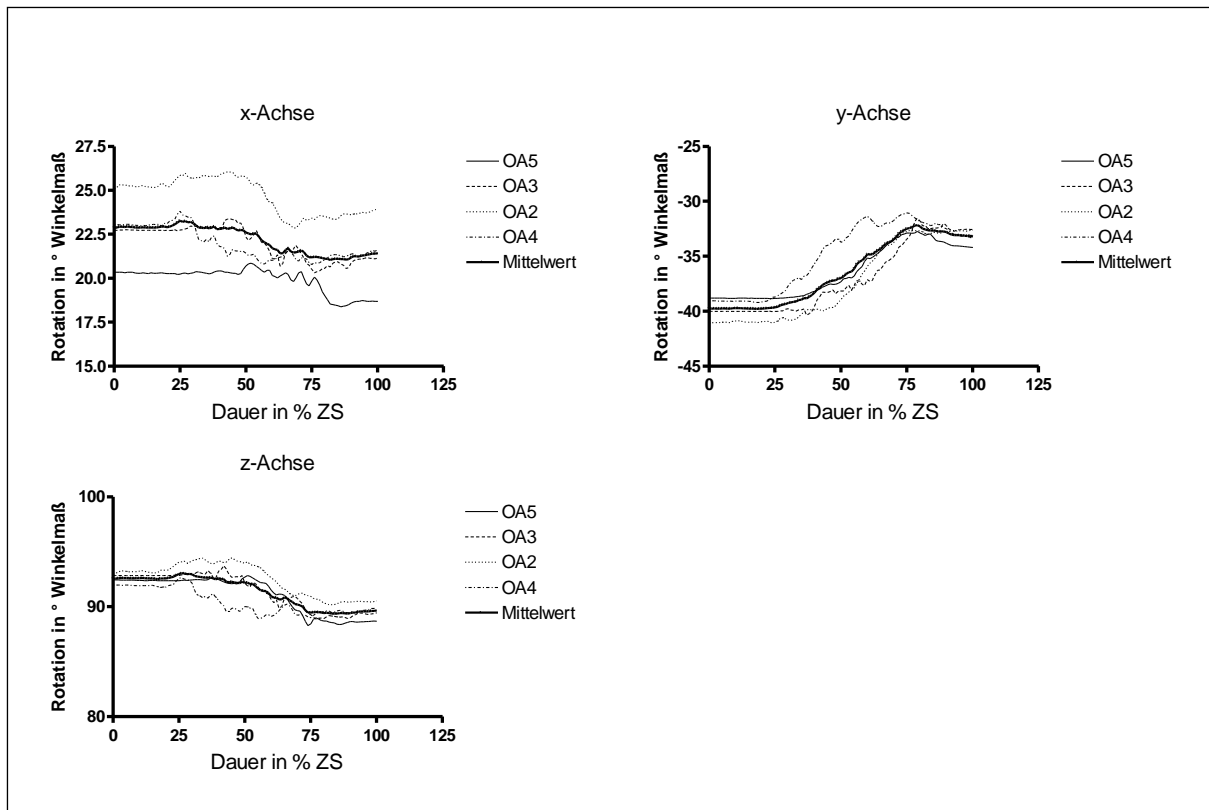 x-Achse
Rotation in ° Winkelmaß
27.5
25.0
22.5
20.0
17.5
15.0
0 25 50 75 100 125
Dauer in % ZS
OA5
OA3
OA2
OA4
Mittelwert
y-Achse
Rotation in ° Winkelmaß
-25
-30
-35
-40
-45
0 25 50 75 100 125
Dauer in % ZS
OA5
OA3
OA2
OA4
Mittelwert
z-Achse
Rotation in ° Winkelmaß
100
90
80
0 25 50 75 100 125
Dauer in % ZS
OA5
OA3
OA2
OA4
Mittelwert